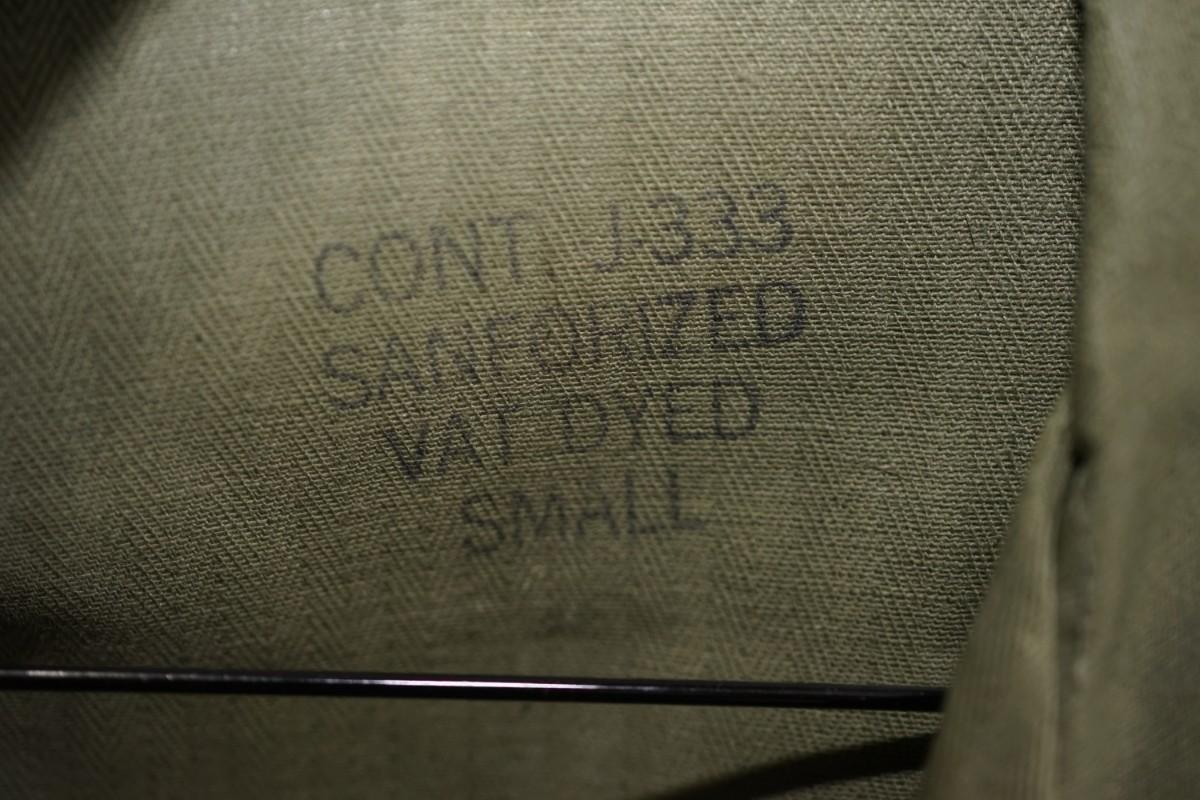 CONT. J-333
SANFORIZED
VAT DYED
SMALL